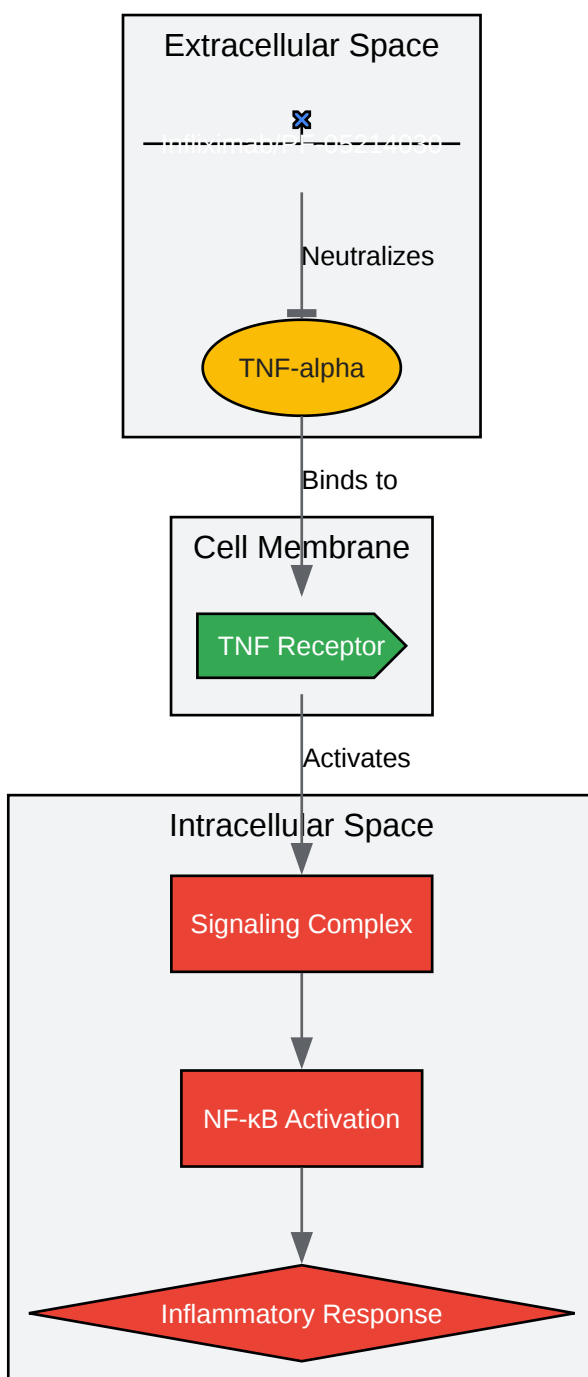 Extracellular Space
Neutralizes
TNF-alpha
Binds to
Cell Membrane
TNF Receptor
Activates
Intracellular Space
Signaling Complex
NF-κB Activation
Inflammatory Response